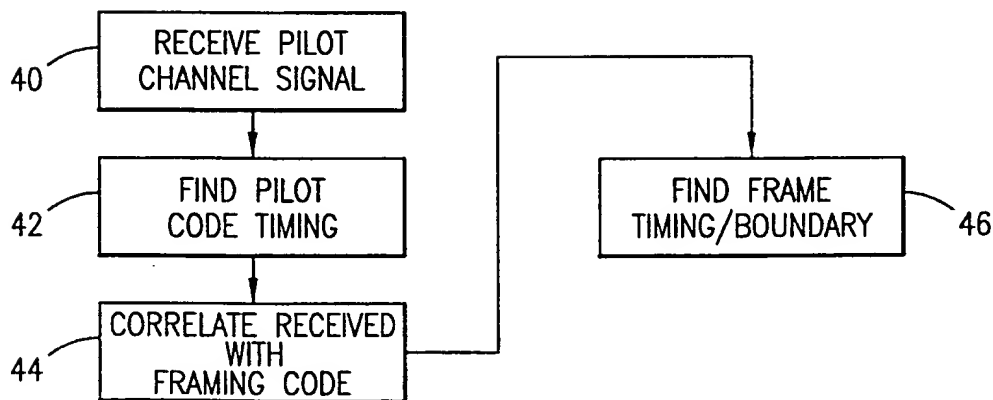 40
RECEIVE PILOT
CHANNEL SIGNAL
42
FIND PILOT
CODE TIMING
44
CORRELATE RECEIVED
WITH
FRAMING CODE
FIND FRAME
TIMING/BOUNDARY
46